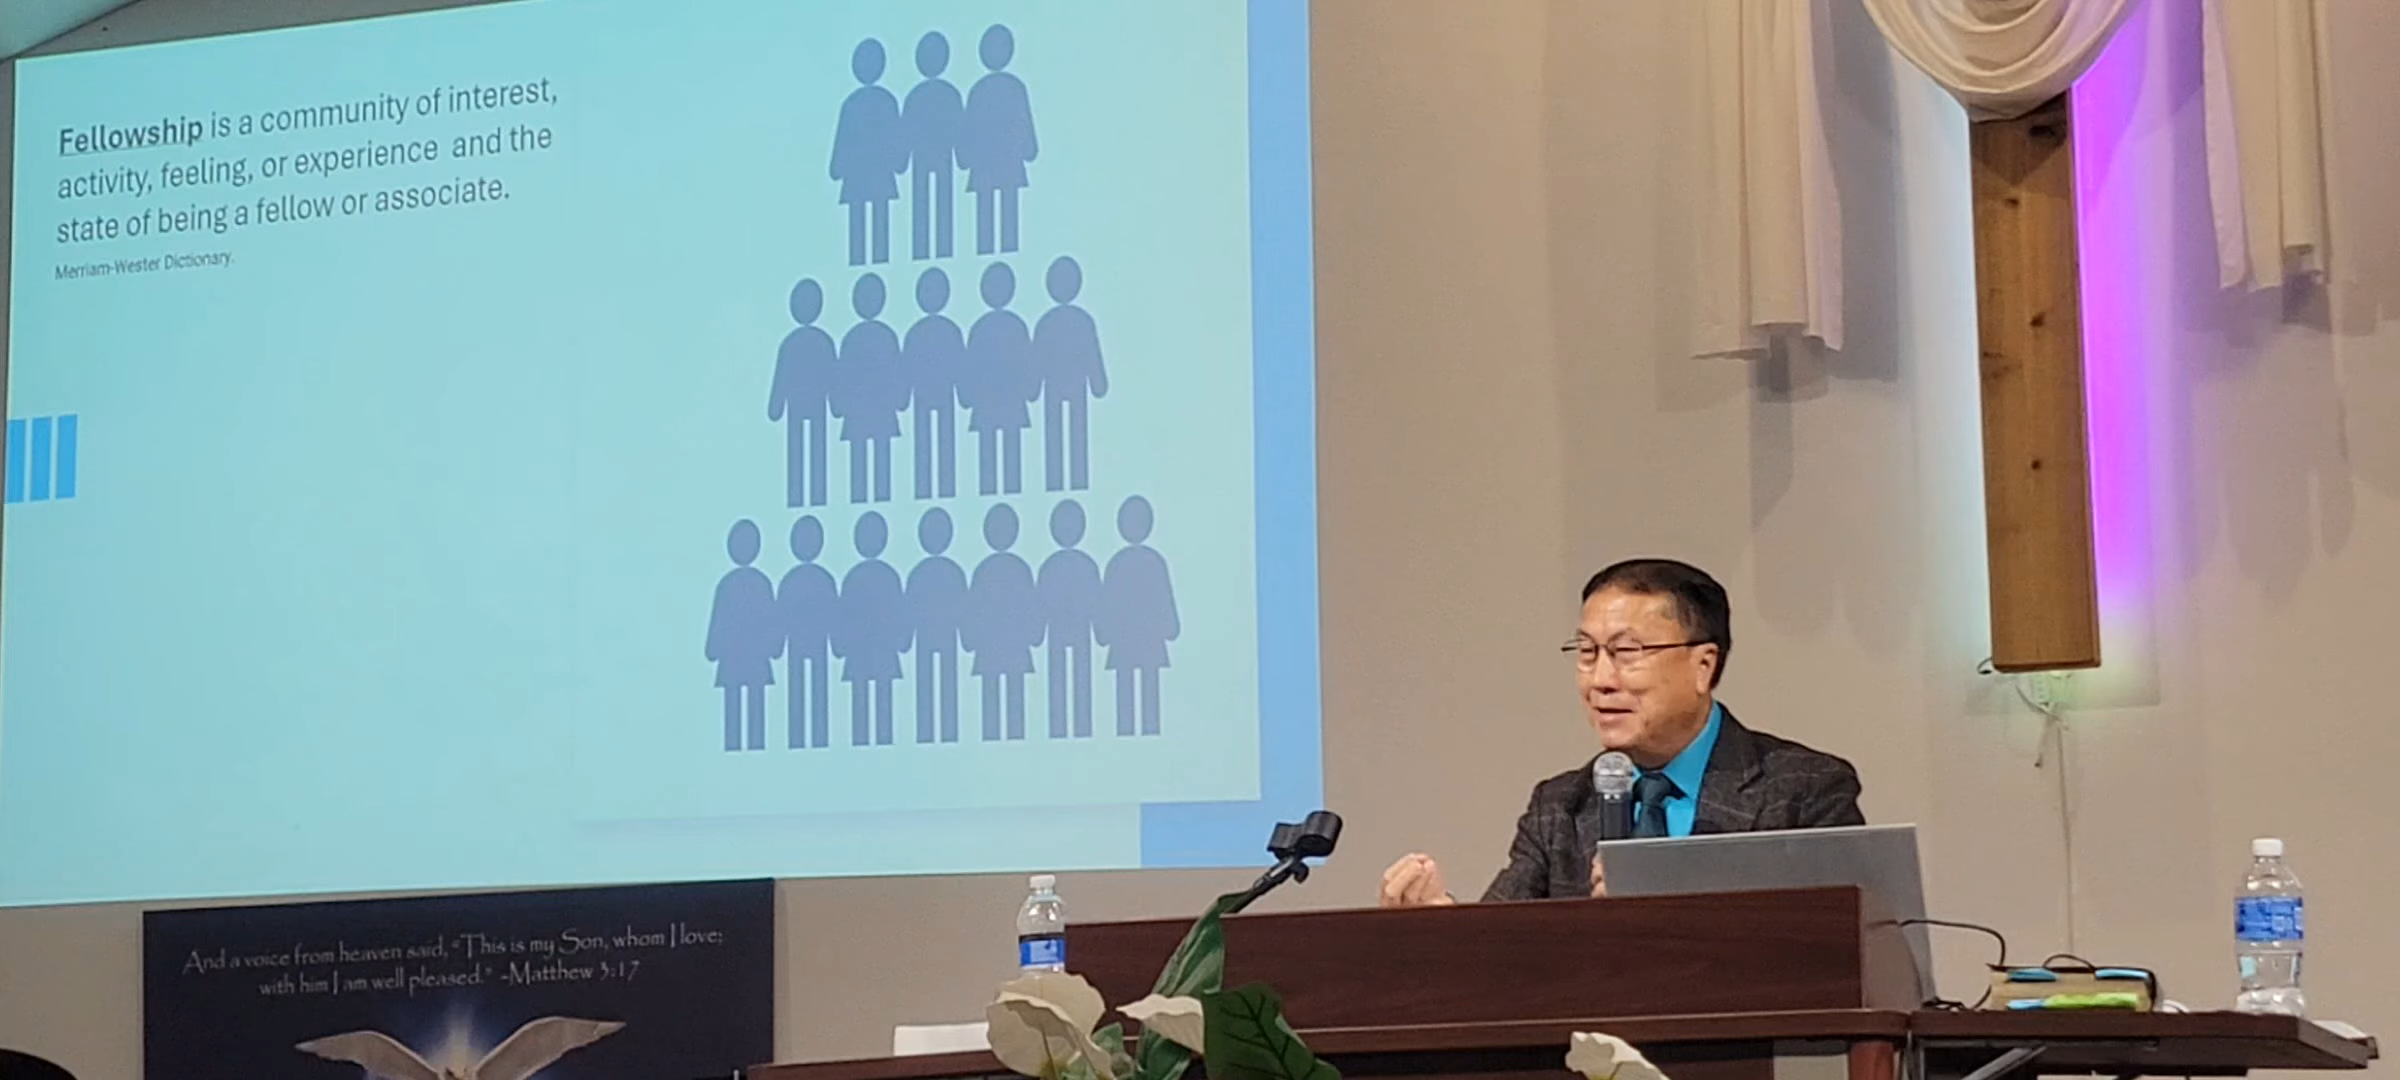 Fellowship is a community of interest,
activity, feeling, or experience and the
state of being a fellow or associate.
Merriam-Wester Dictionary.
And a voice from heaven said, "This is my Son, whom I love;
with him I am well pleased." -Matthew 3:17